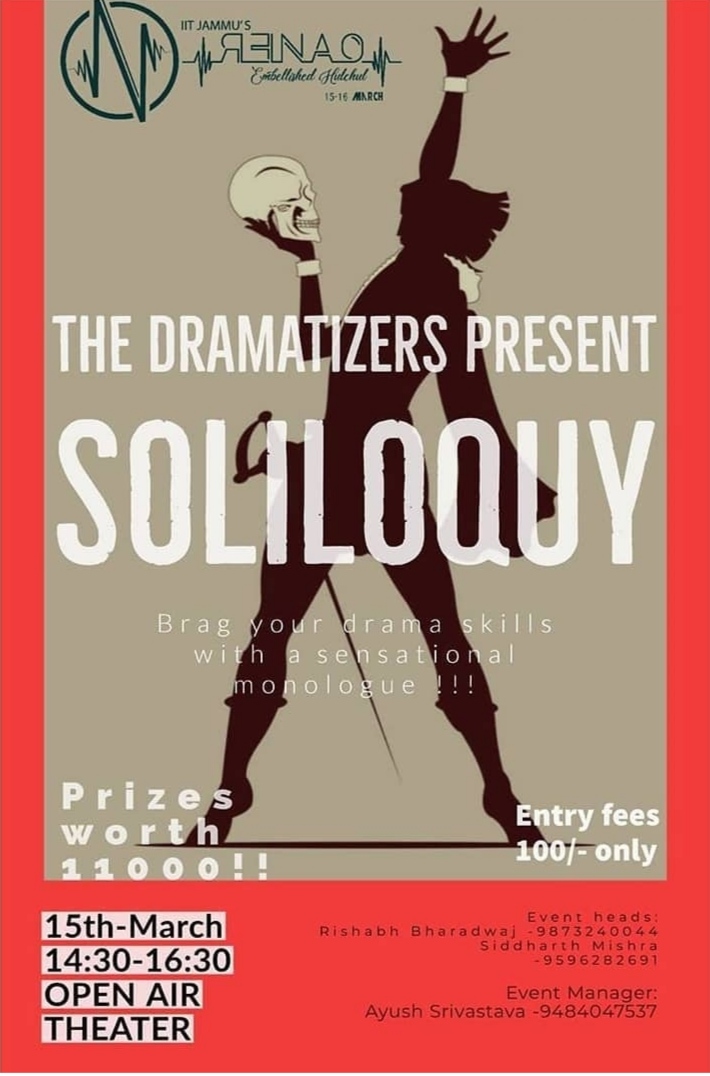 IIT JAMMU'S
Embellished Hulchul
15-16 MARCH
THE DRAMATIZERS PRESENT
SOLILOQUY
Brag your drama skills
with a sensational
monologue !!!
Prizes
worth
11000!!
Entry fees
100/- only
15th-March
14:30-16:30
OPEN AIR
THEATER
Event heads:
Rishabh Bharadwaj -9873240044
Siddharth Mishra
-9596282691
Event Manager:
Ayush Srivastava -9484047537